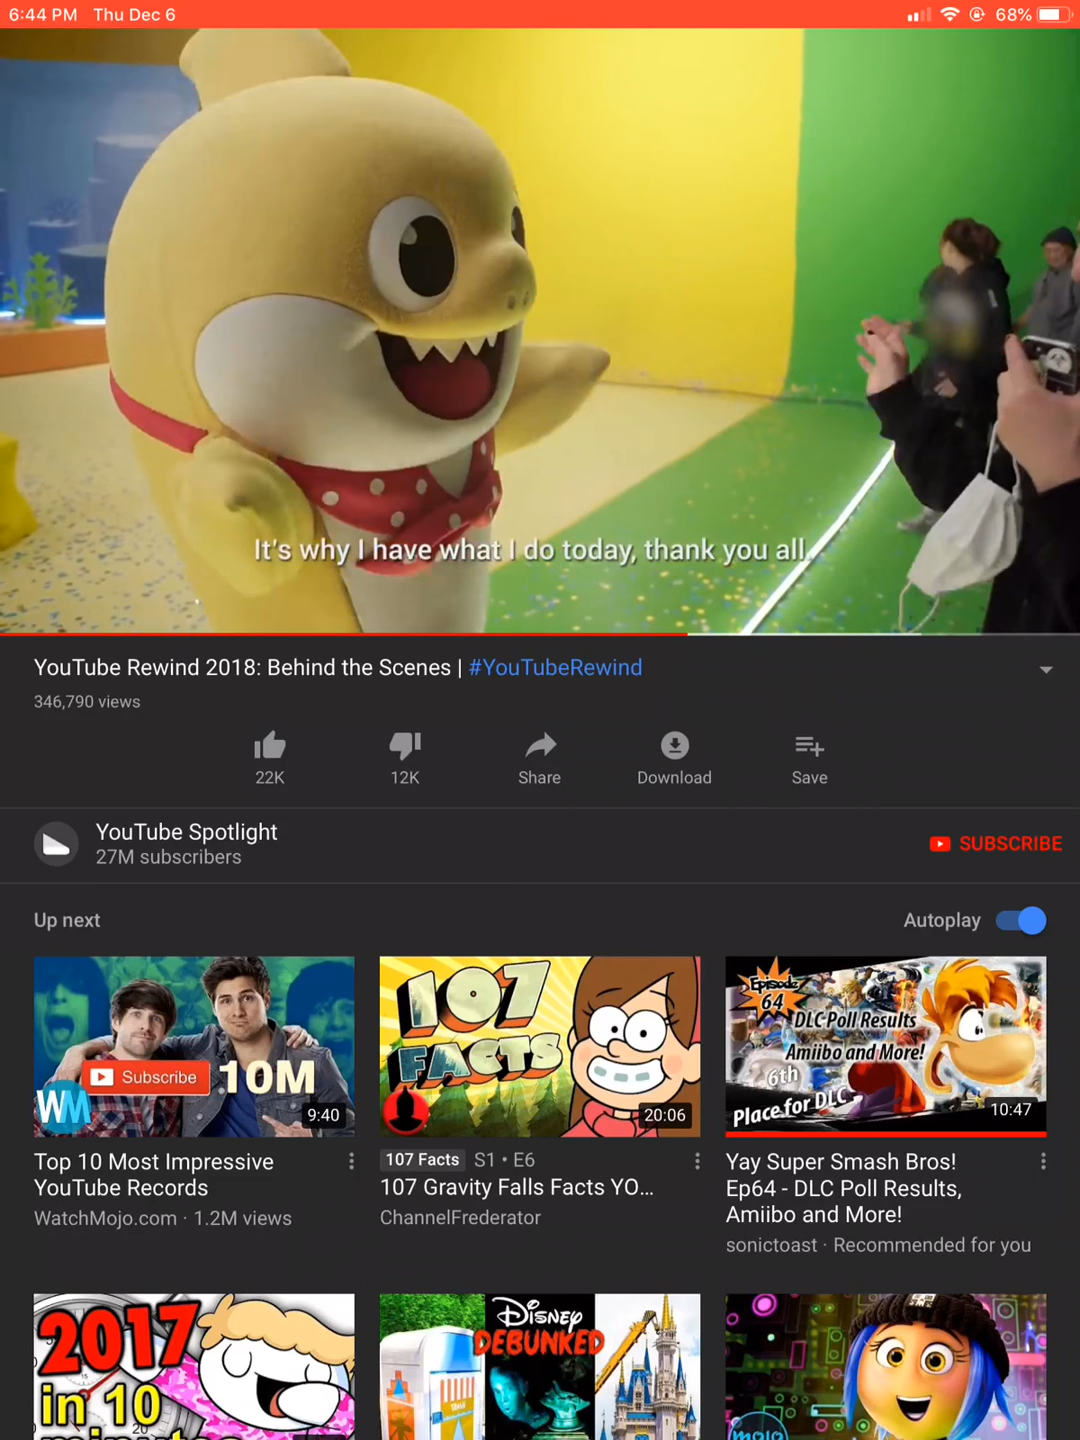 6:44 PM Thu Dec 6
68%
It's why I have what I do today, thank you all.
YouTube Rewind 2018: Behind the Scenes | #YouTubeRewind
346,790 views
22K
12K
Share
Download
Save
YouTube Spotlight
27M subscribers
SUBSCRIBE
Up next
Autoplay
Subscribe
10M
WM
9:40
107
FACTS
20:06
Episode
64
DLC Poll Results
Amiibo and More!
6th
Place for DLC
10:47
Top 10 Most Impressive
YouTube Records
WatchMojo.com · 1.2M views
107 Facts S1 • E6
107 Gravity Falls Facts YO...
ChannelFrederator
Yay Super Smash Bros!
Ep64 - DLC Poll Results,
Amiibo and More!
sonictoast · Recommended for you
2017
in 10
minutes
Disney
DEBUNKED
mojo